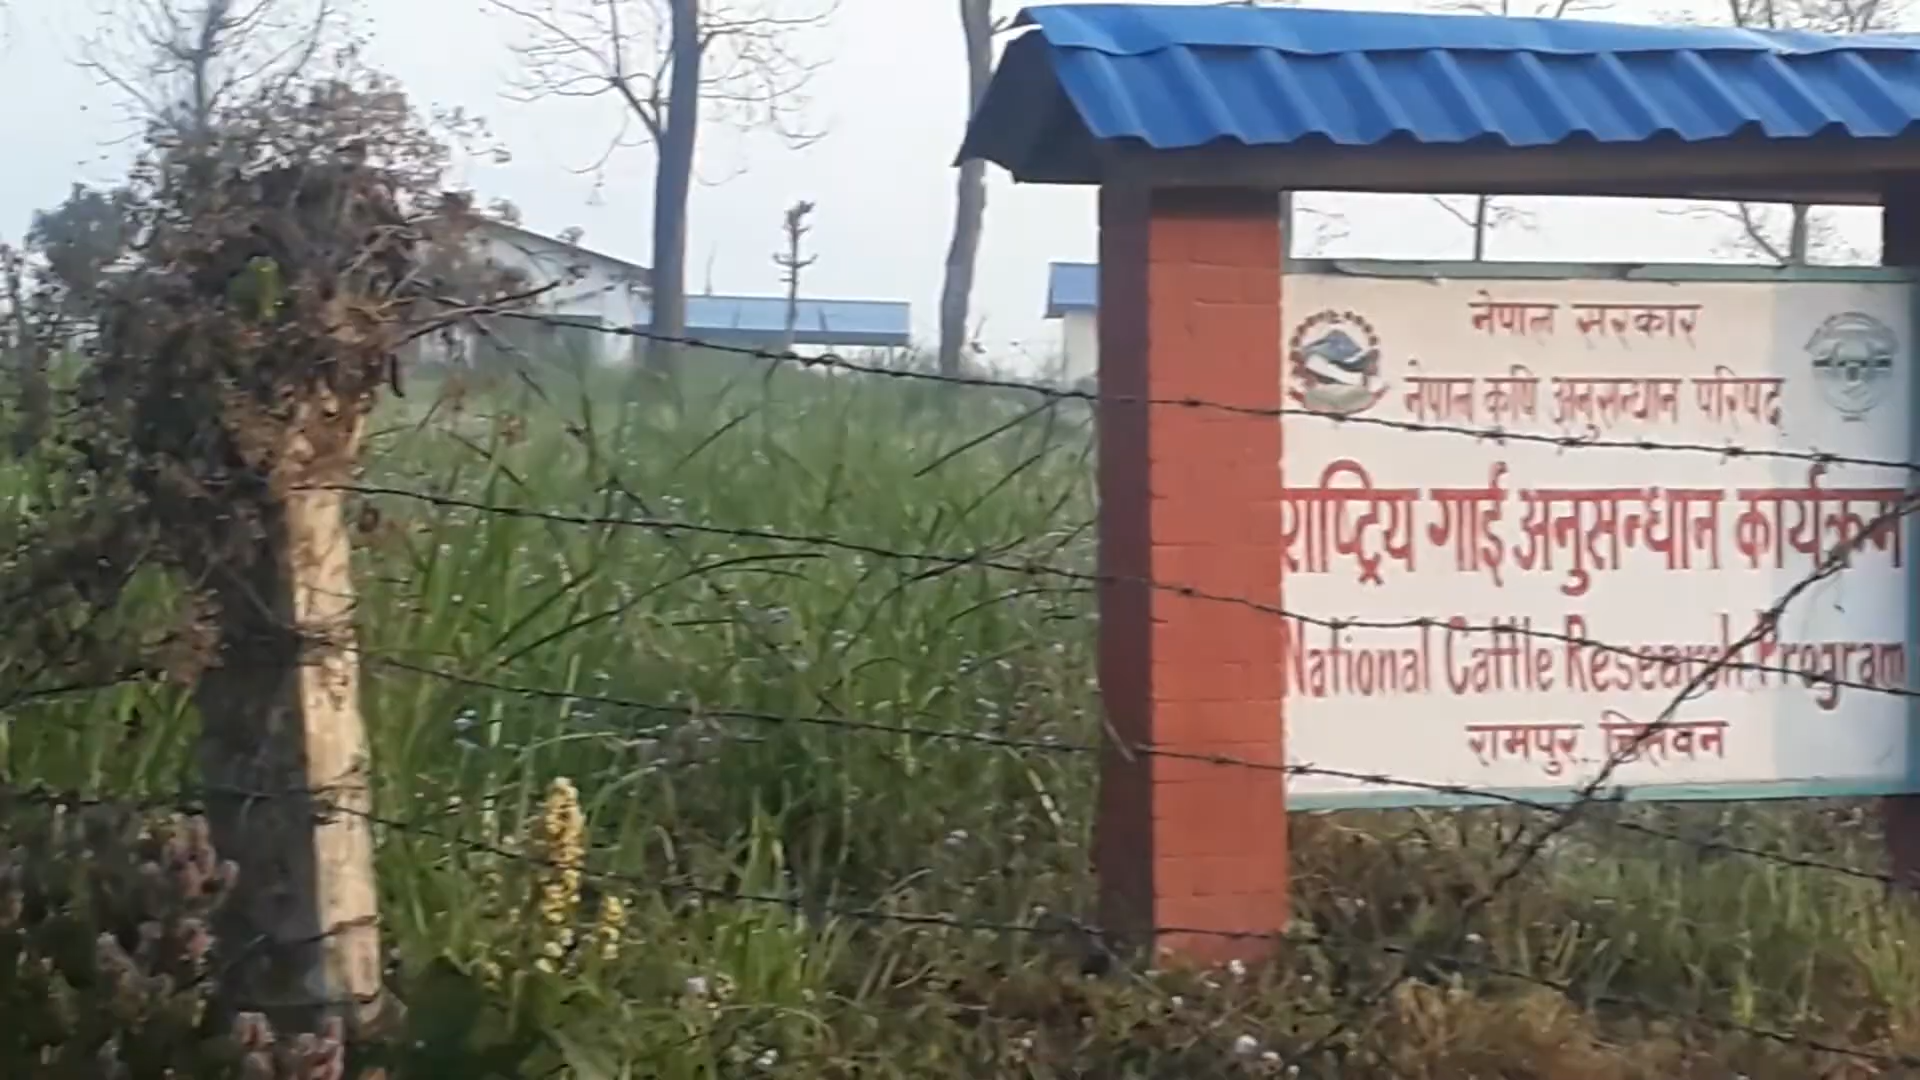 नेपाल सरकार
नेपाल कृषि अनुसन्धान परिषद
राष्ट्रिय गाई अनुसन्धान कार्यक्रम
National Cattle Research Program
रामपुर, चितवन